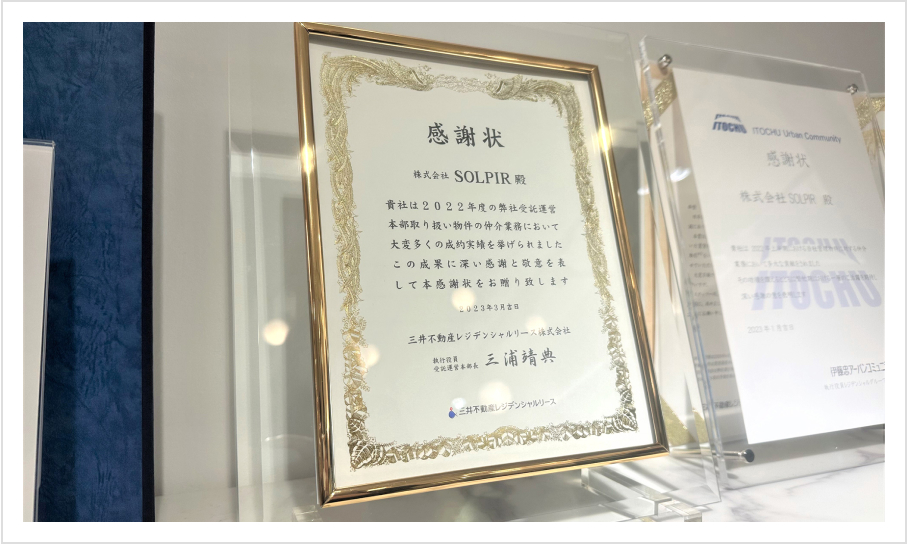 感謝状
株式会社 SOLPIR 殿
貴社は2022年度の弊社受託運営
本部取り扱い物件の仲介業務において
大変多くの成約実績を挙げられました
この成果に深い感謝と敬意を表
して本感謝状をお贈り致します
2023年3月吉日
三井不動産レジデンシャルリース株式会社
執行役員
受託運営本部長 三浦靖典
三井不動産レジデンシャルリース
ITOCHU ITOCHU Urban Community
感謝状
株式会社SOLPIR 殿
ITOCHU
ITOCHU
伊藤忠アーバンコミュニ